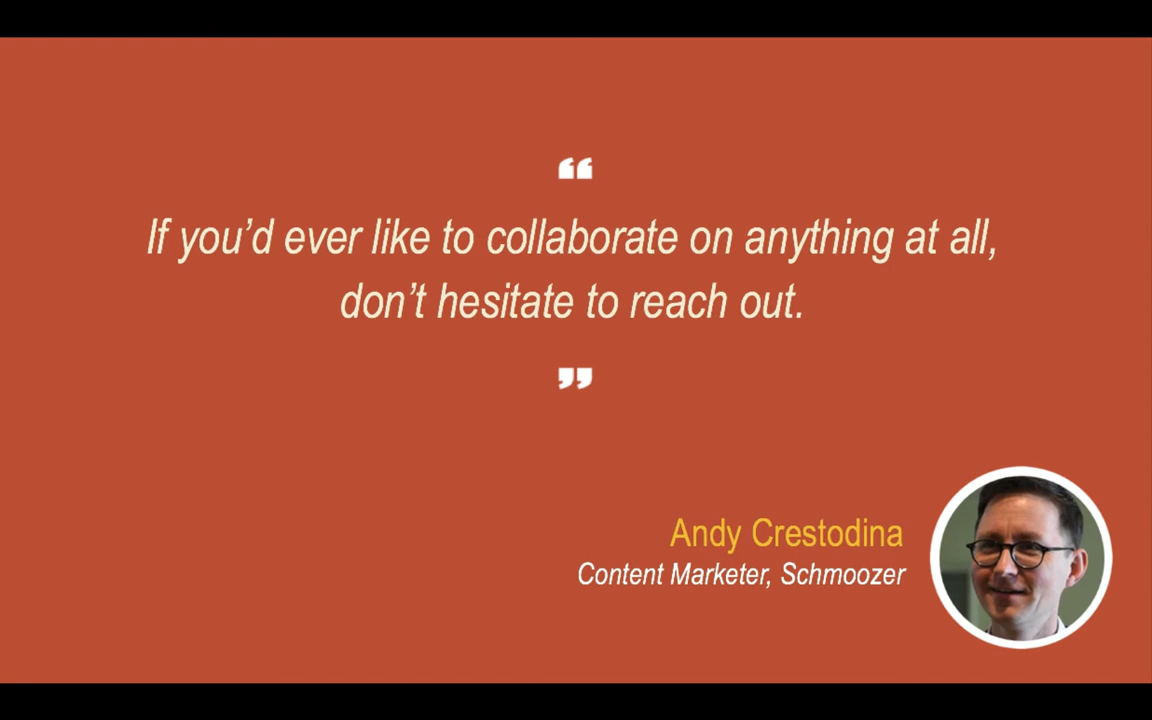 “
If you’d ever like to collaborate on anything at all,
don’t hesitate to reach out.
”
Andy Crestodina
Content Marketer, Schmoozer